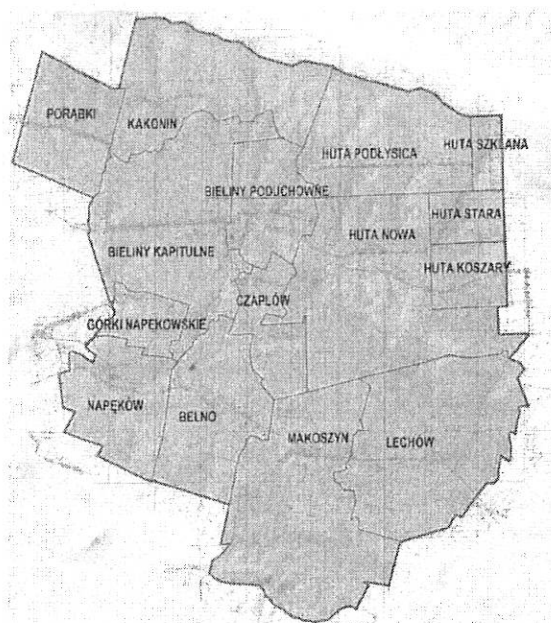 PORĄBKI
KAKONIN
HUTA PODŁYSICA
HUTA SZKLANA
BIELINY PODUCHOWNE
HUTA STARA
HUTA NOWA
BIELINY KAPITULNE
HUTA KOSZARY
CZAPLÓW
GÓRKI NAPĘKOWSKIE
NAPĘKÓW
BELNO
MAKOSZYN
LECHÓW